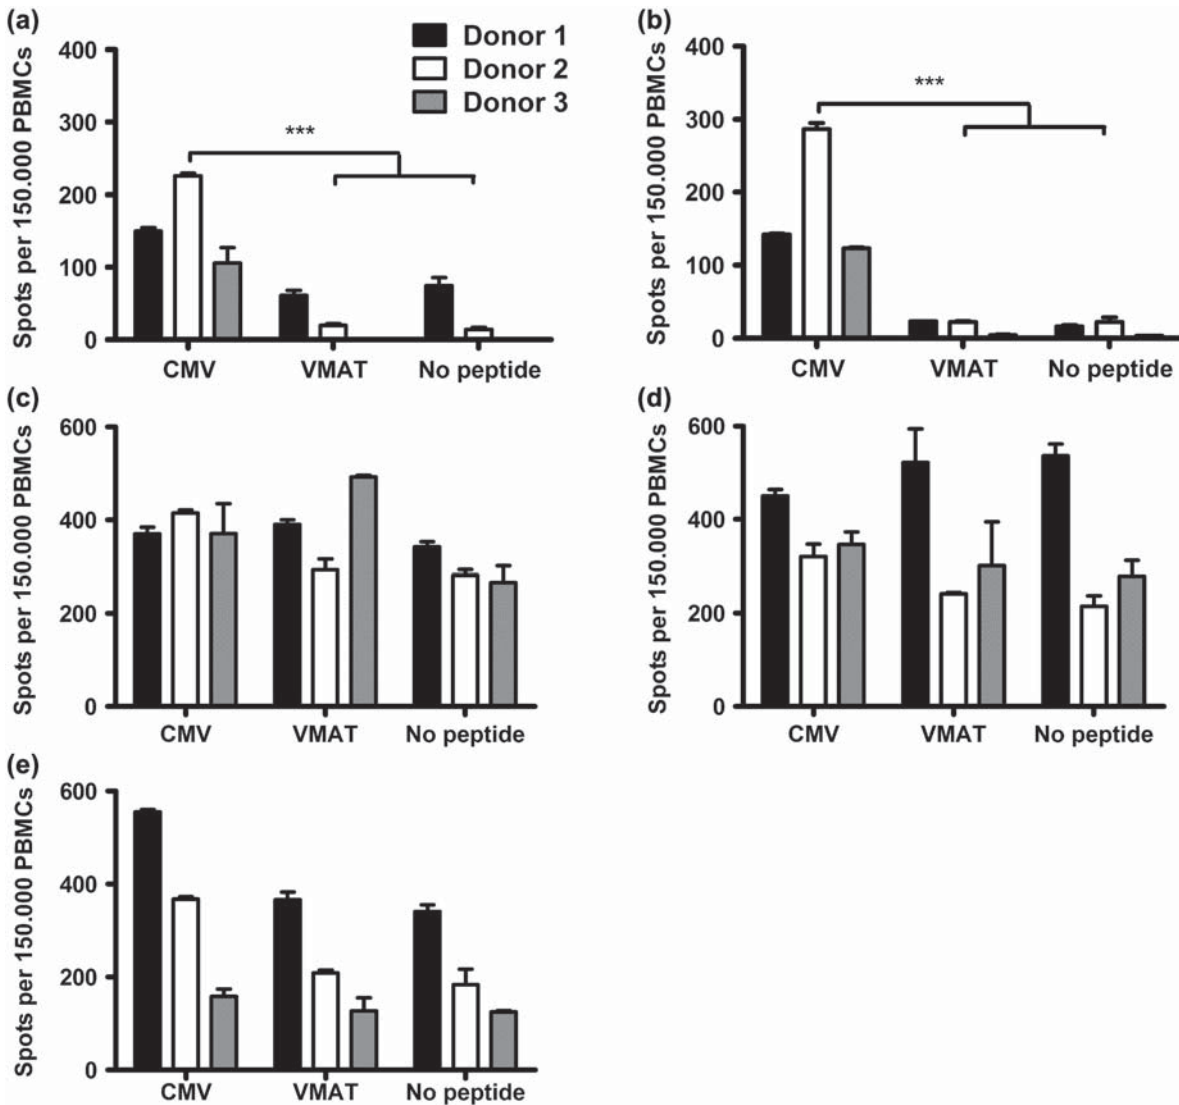 (a)
Spots per 150.000 PBMCs
400
300
200
100
0
Donor 1
Donor 2
Donor 3
***
CMV
VMAT
No peptide
(b)
Spots per 150.000 PBMCs
400
300
200
100
0
***
CMV
VMAT
No peptide
(c)
Spots per 150.000 PBMCs
600
400
200
0
CMV
VMAT
No peptide
(d)
Spots per 150.000 PBMCs
600
400
200
0
CMV
VMAT
No peptide
(e)
Spots per 150.000 PBMCs
600
400
200
0
CMV
VMAT
No peptide